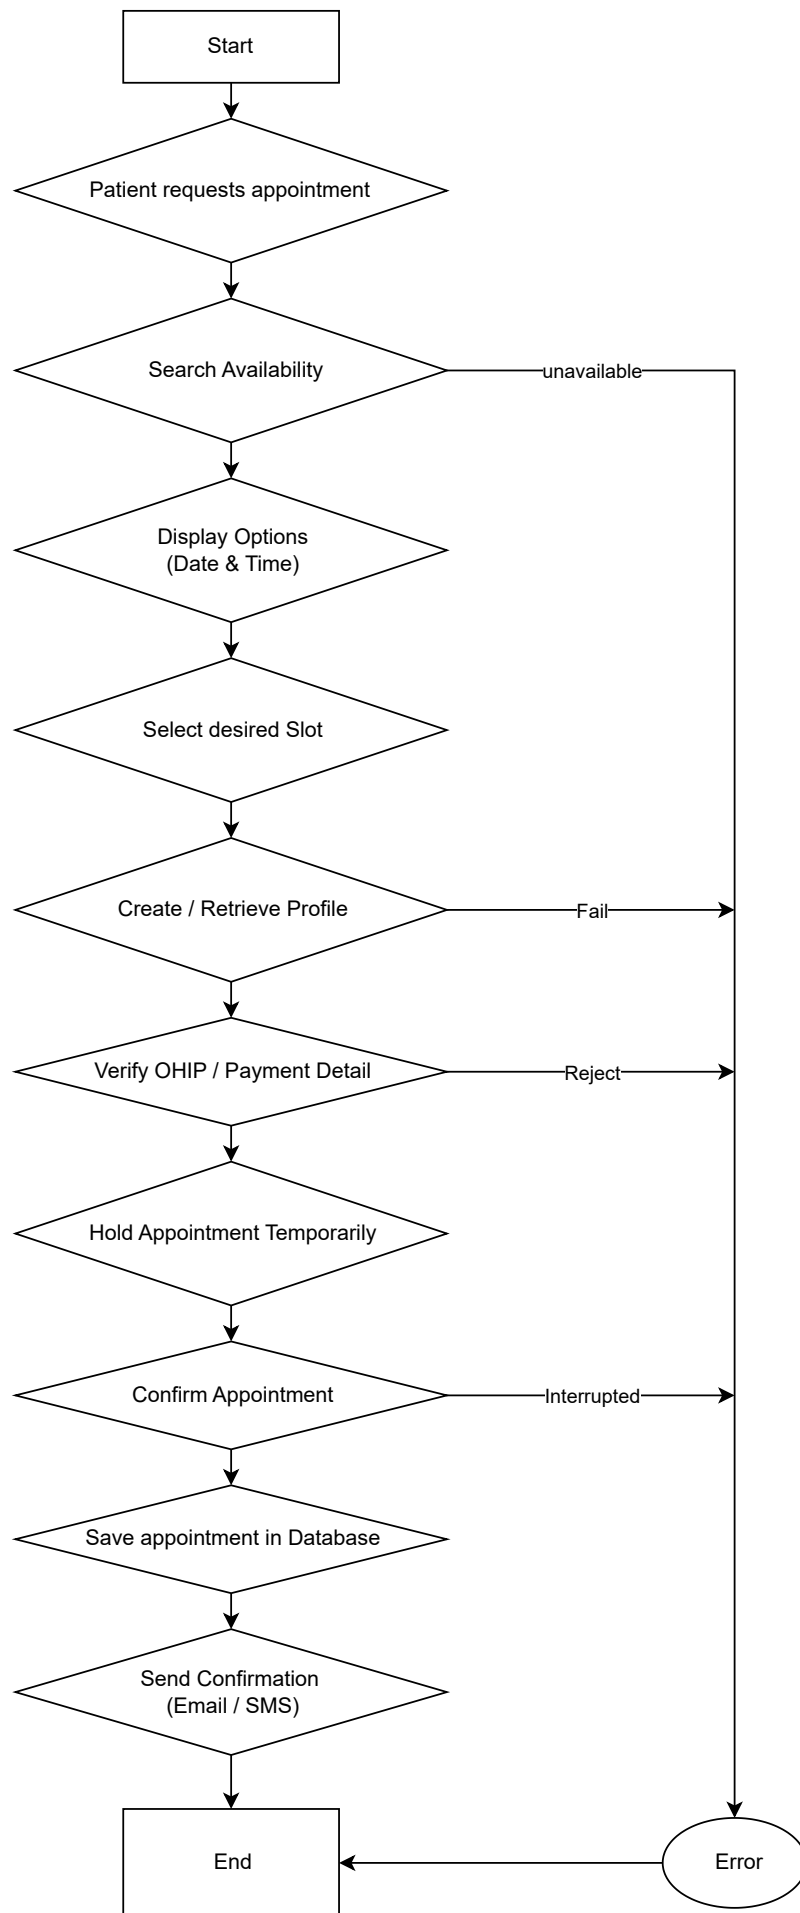 Start
Patient requests appointment
Search Availability
unavailable
Display Options
(Date & Time)
Select desired Slot
Create / Retrieve Profile
Fail
Verify OHIP / Payment Detail
Reject
Hold Appointment Temporarily
Confirm Appointment
Interrupted
Save appointment in Database
Send Confirmation
(Email / SMS)
End
Error